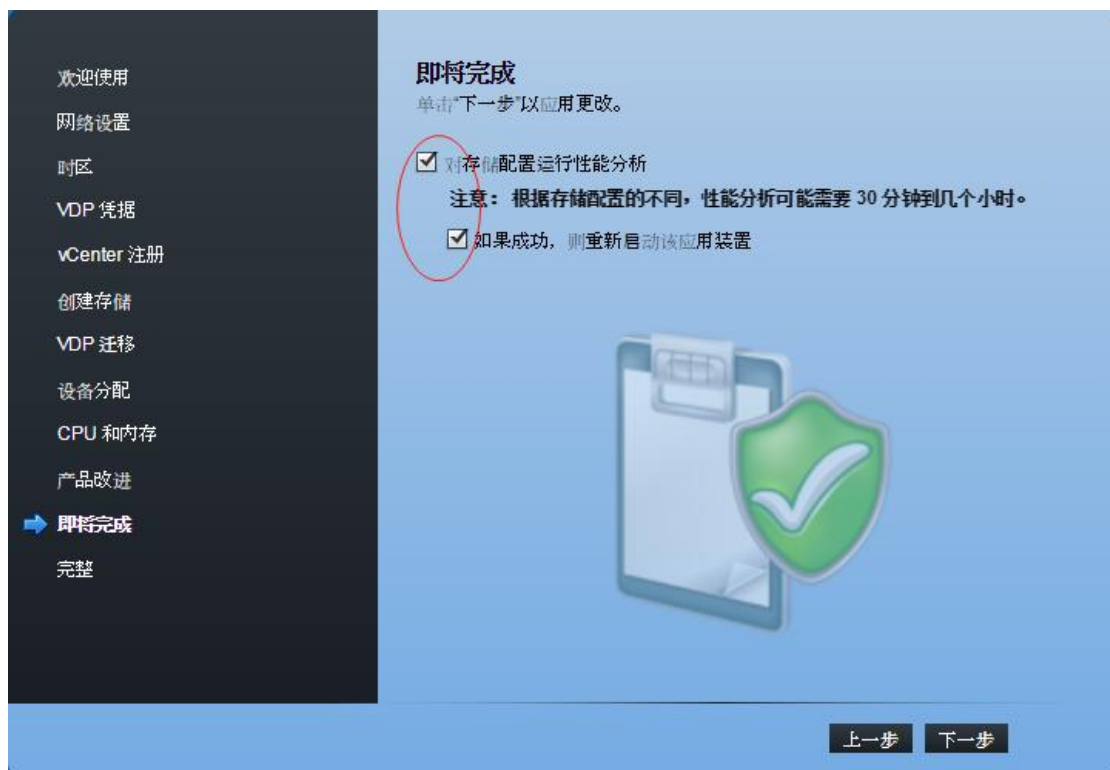 欢迎使用
网络设置
时区
VDP 凭据
vCenter 注册
创建存储
VDP 迁移
设备分配
CPU 和内存
产品改进
即将完成
完整
即将完成
单击“下一步”以应用更改。
对存储配置运行性能分析
注意：根据存储配置的不同，性能分析可能需要 30 分钟到几个小时。
如果成功，则重新启动该应用装置
上一步
下一步